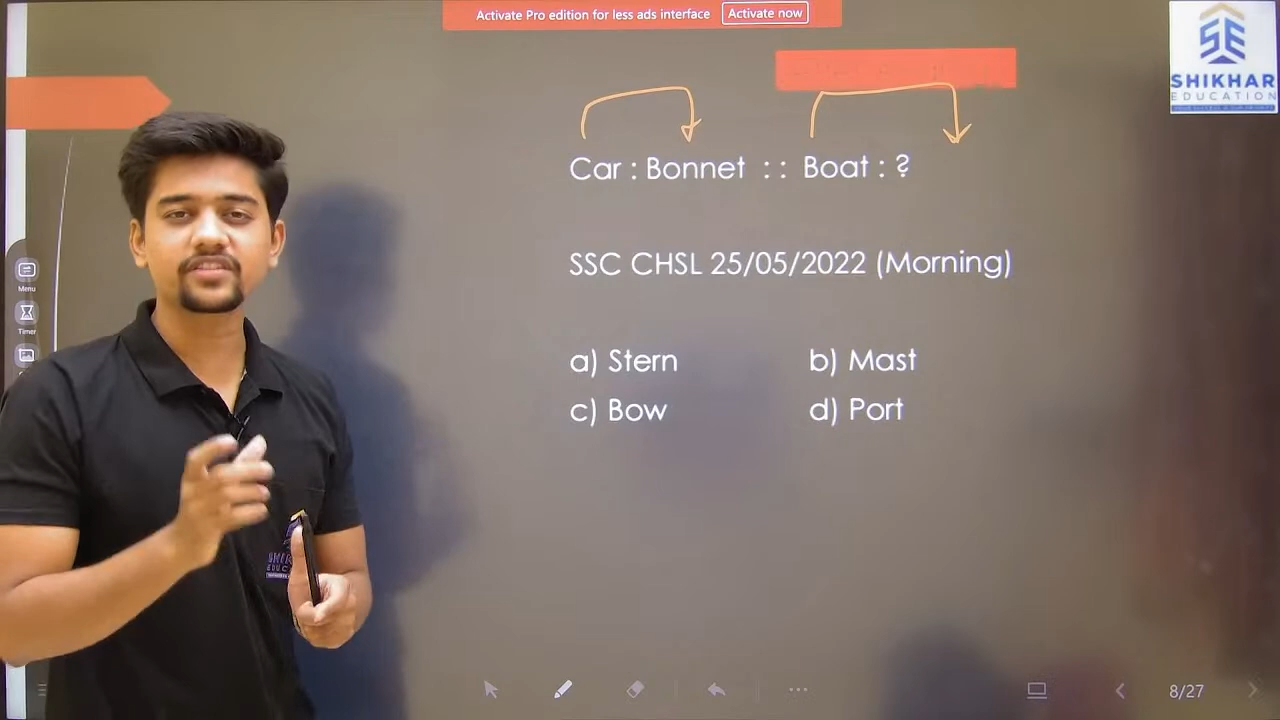 Activate Pro edition for less ads interface Activate now
SHIKHAR
EDUCATION
Car : Bonnet : : Boat : ?
SSC CHSL 25/05/2022 (Morning)
Menu
Timer
a) Stern b) Mast
c) Bow d) Port
8/27